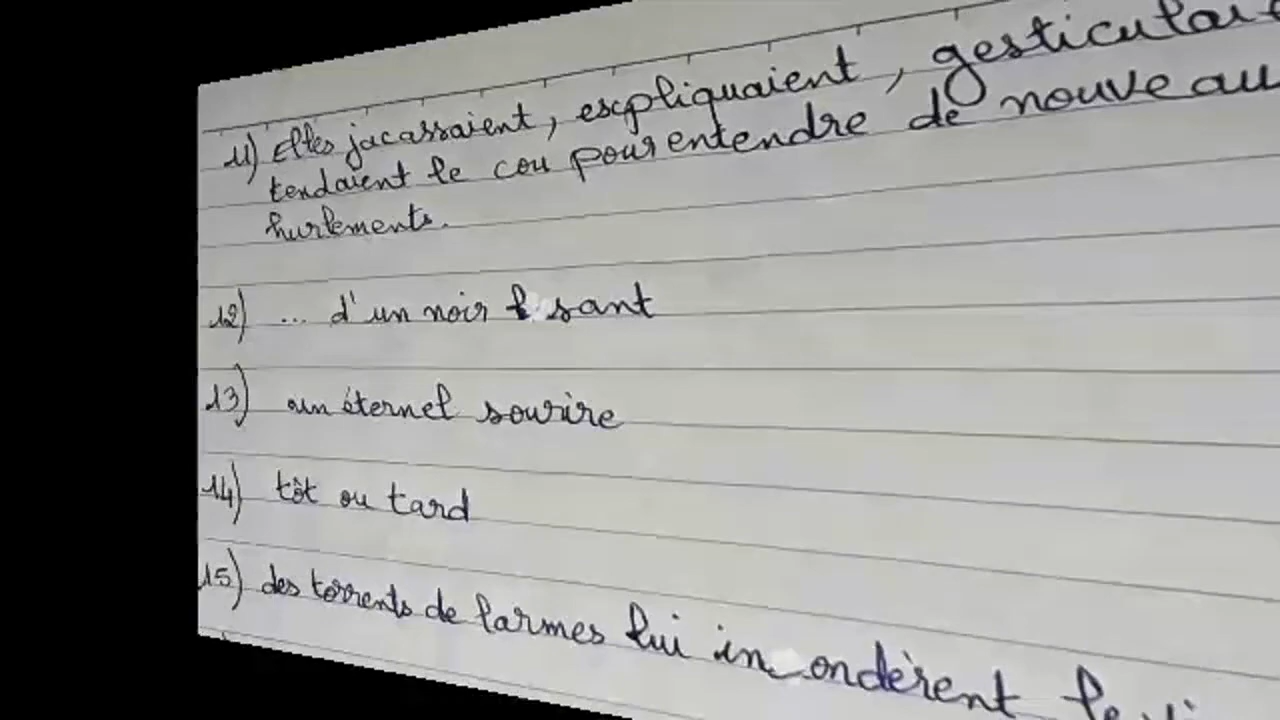 11) Elles jacassaient, expliquaient,
tendaient le cou pour entendre de nouveau
hurlements.
12) ... d'un noir sant
13) un éternel sourire
14) tôt ou tard
15) des torrents de larmes lui inondèrent